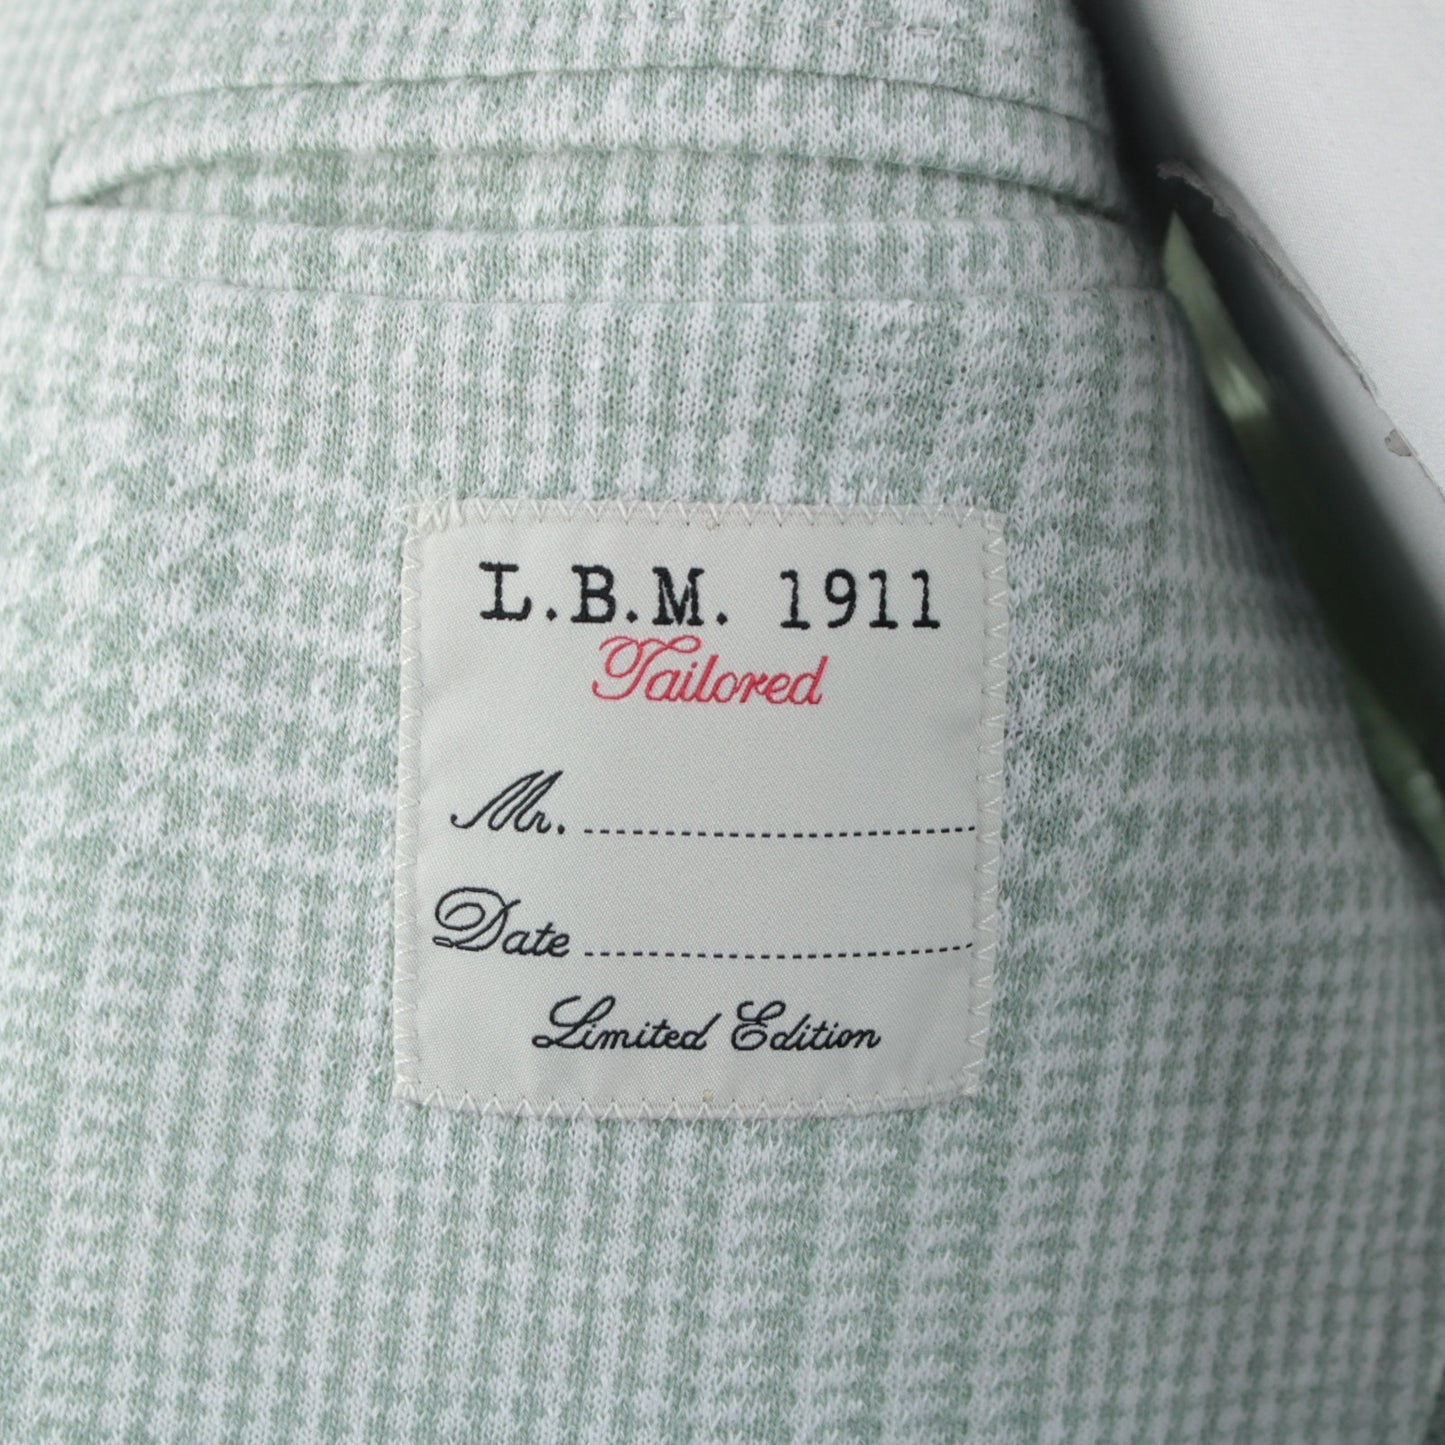 L.B.M. 1911
Tailored
Mr.
Date
Limited Edition